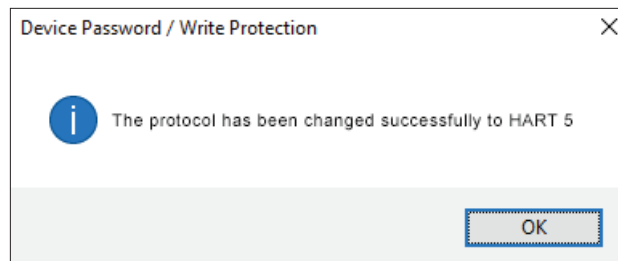 Device Password / Write Protection
The protocol has been changed successfully to HART 5
OK